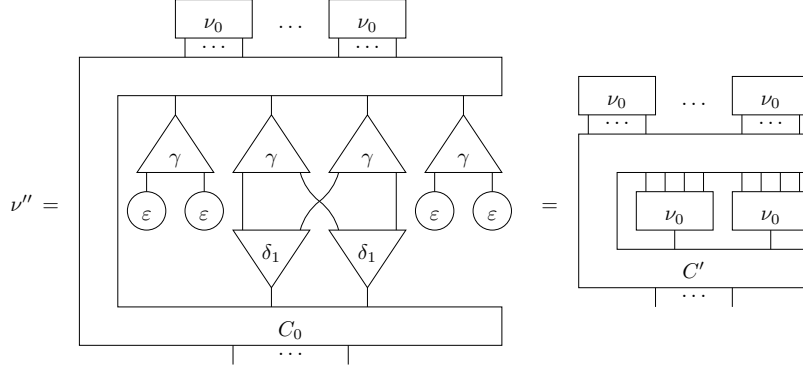 ν₀ ... ν₀
... ...
ν₀ ... ν₀
... ...
γ γ γ γ
ν″ = ε ε ε ε = ν₀ ν₀
δ₁ δ₁
C′
C₀ ...
...